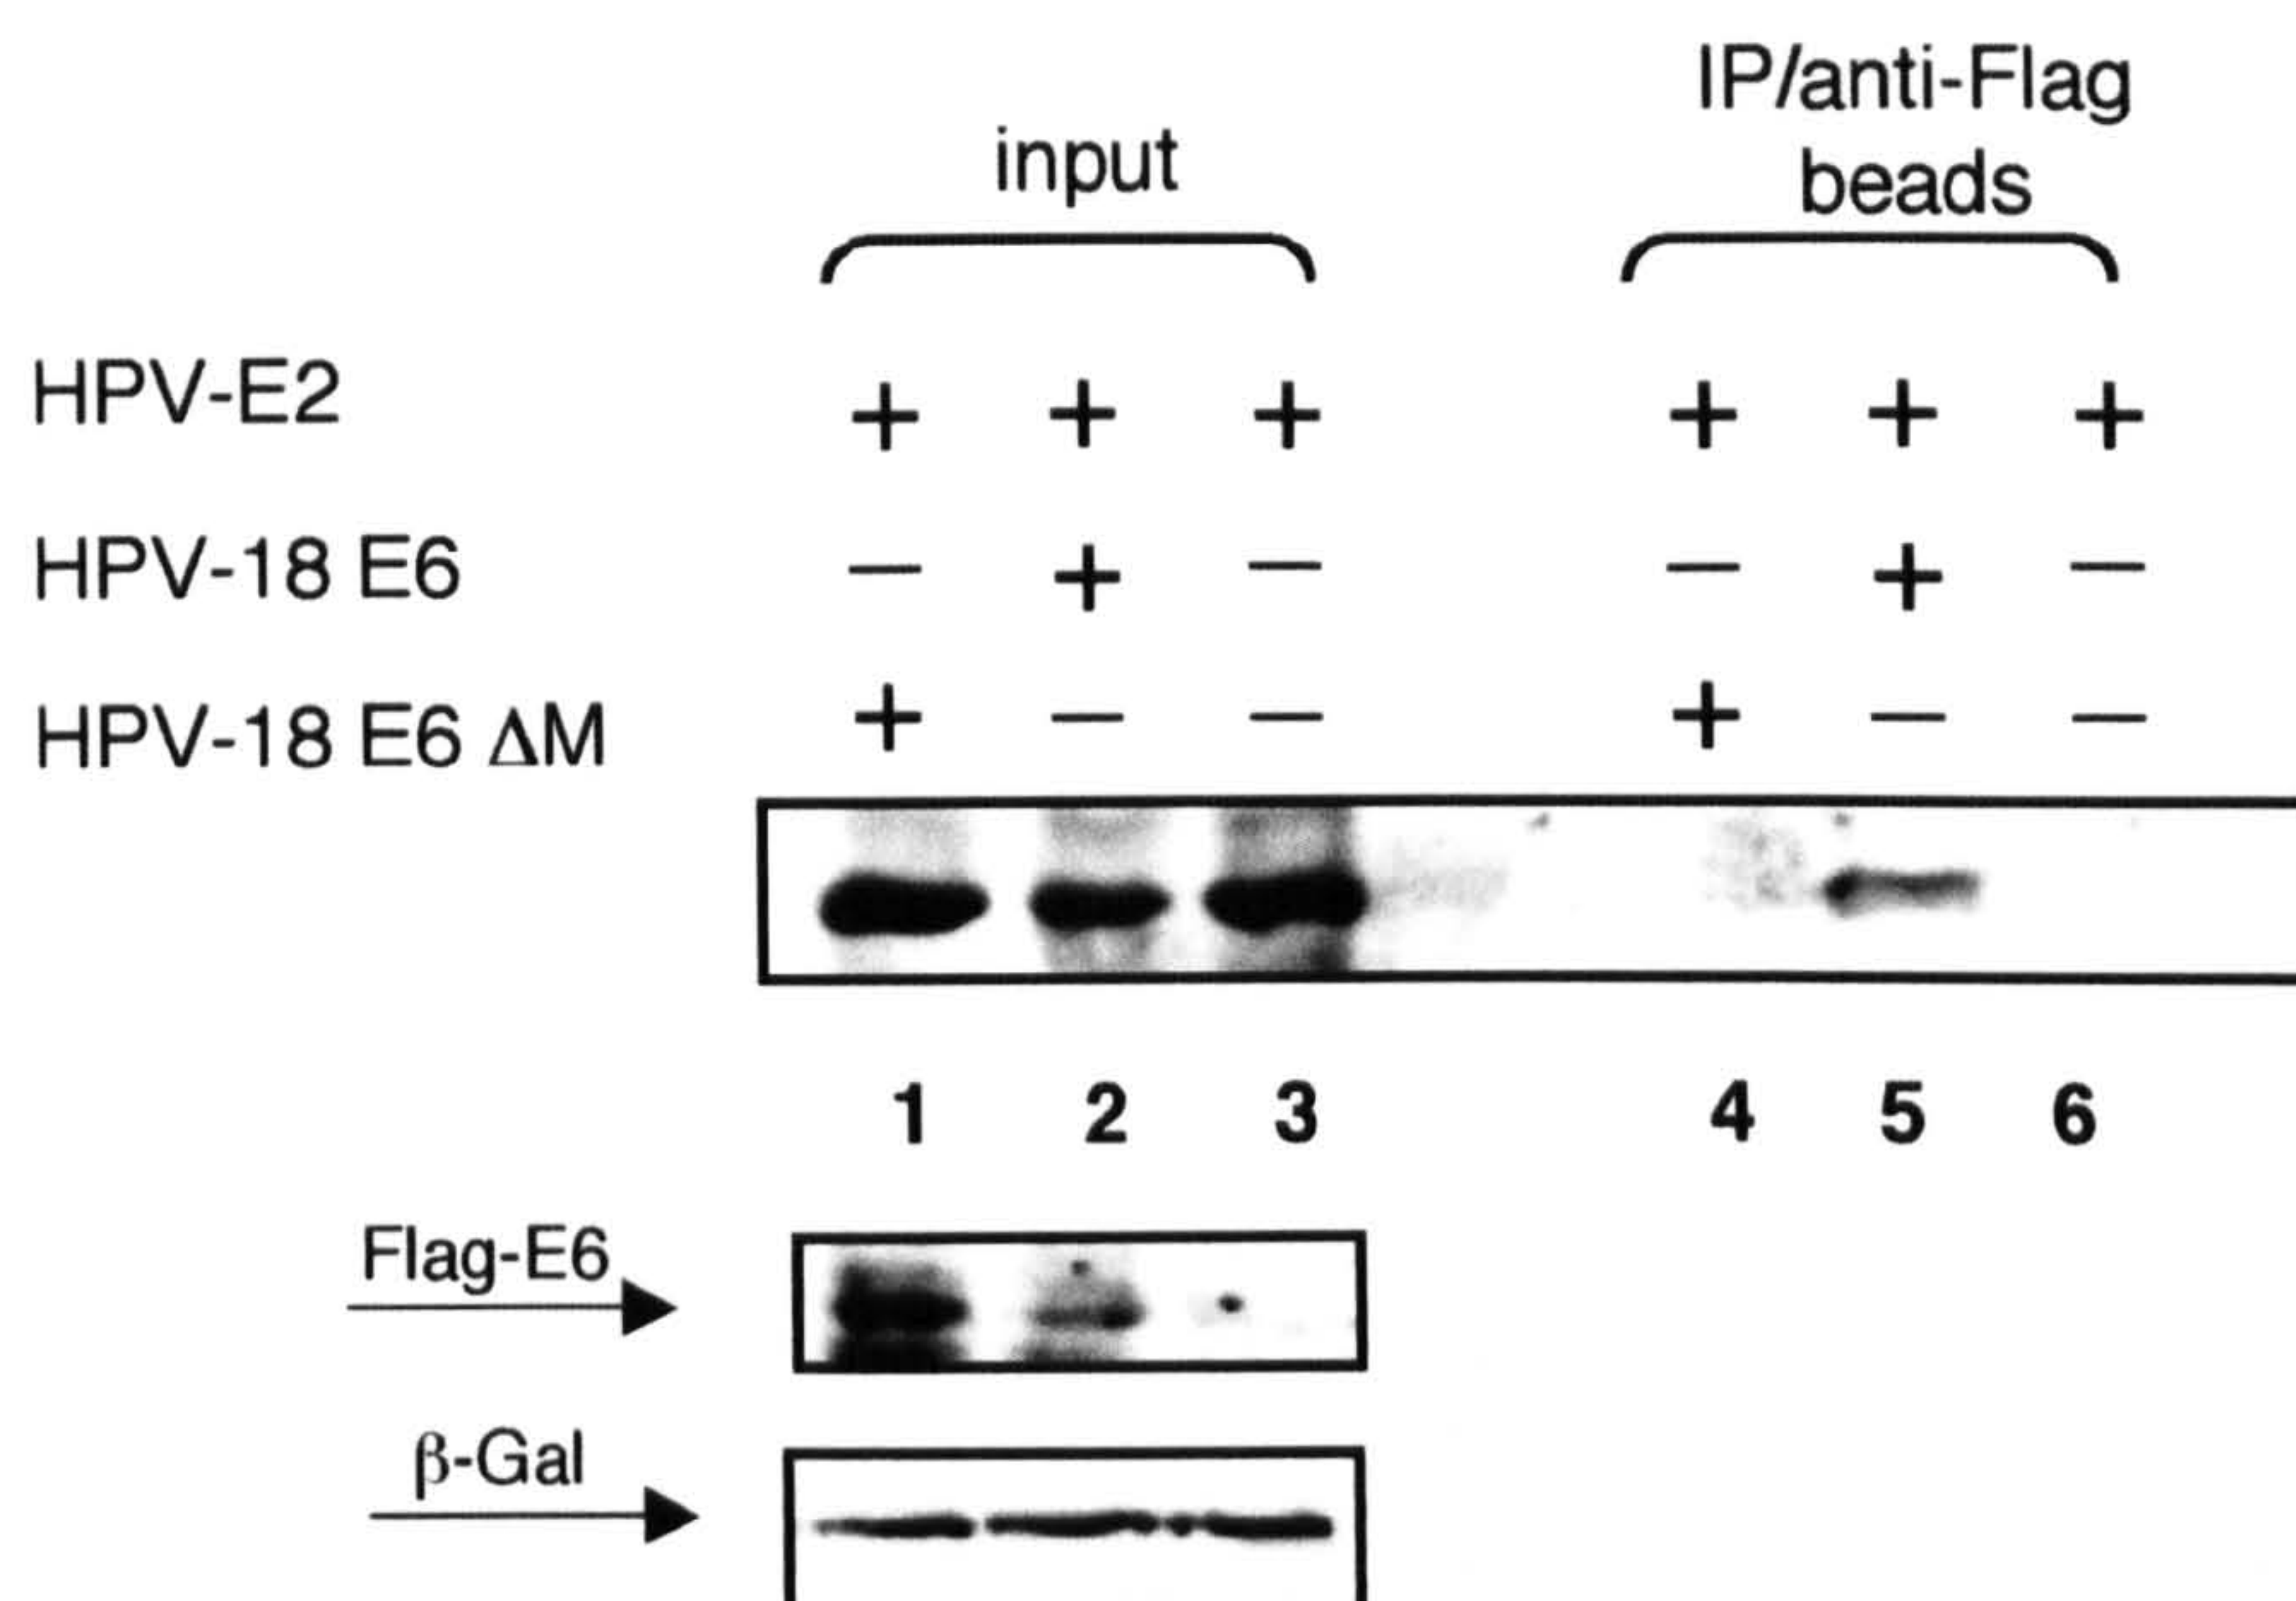 IP/anti-Flag
input beads
HPV-E2 + + + + + +
HPV-18 E6 — + — — + —
HPV-18 E6 ΔM + — — + — —
1 2 3 4 5 6
Flag-E6
β-Gal